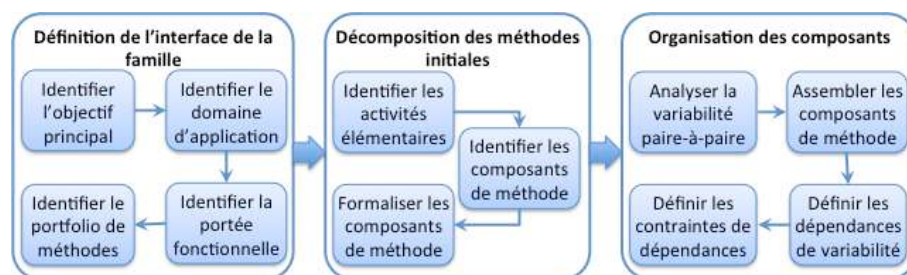 Définition de l'interface de la
famille
Identifier
l'objectif
principal
Identifier le
domaine
d'application
Identifier le
portfolio de
méthodes
Identifier la
portée
fonctionnelle
Décomposition des méthodes
initiales
Identifier les
activités
élémentaires
Identifier les
composants
de méthode
Formaliser les
composants
de méthode
Organisation des composants
Analyser la
variabilité
paire-à-paire
Assembler les
composants
de méthode
Définir les
contraintes de
dépendances
Définir les
dépendances
de variabilité